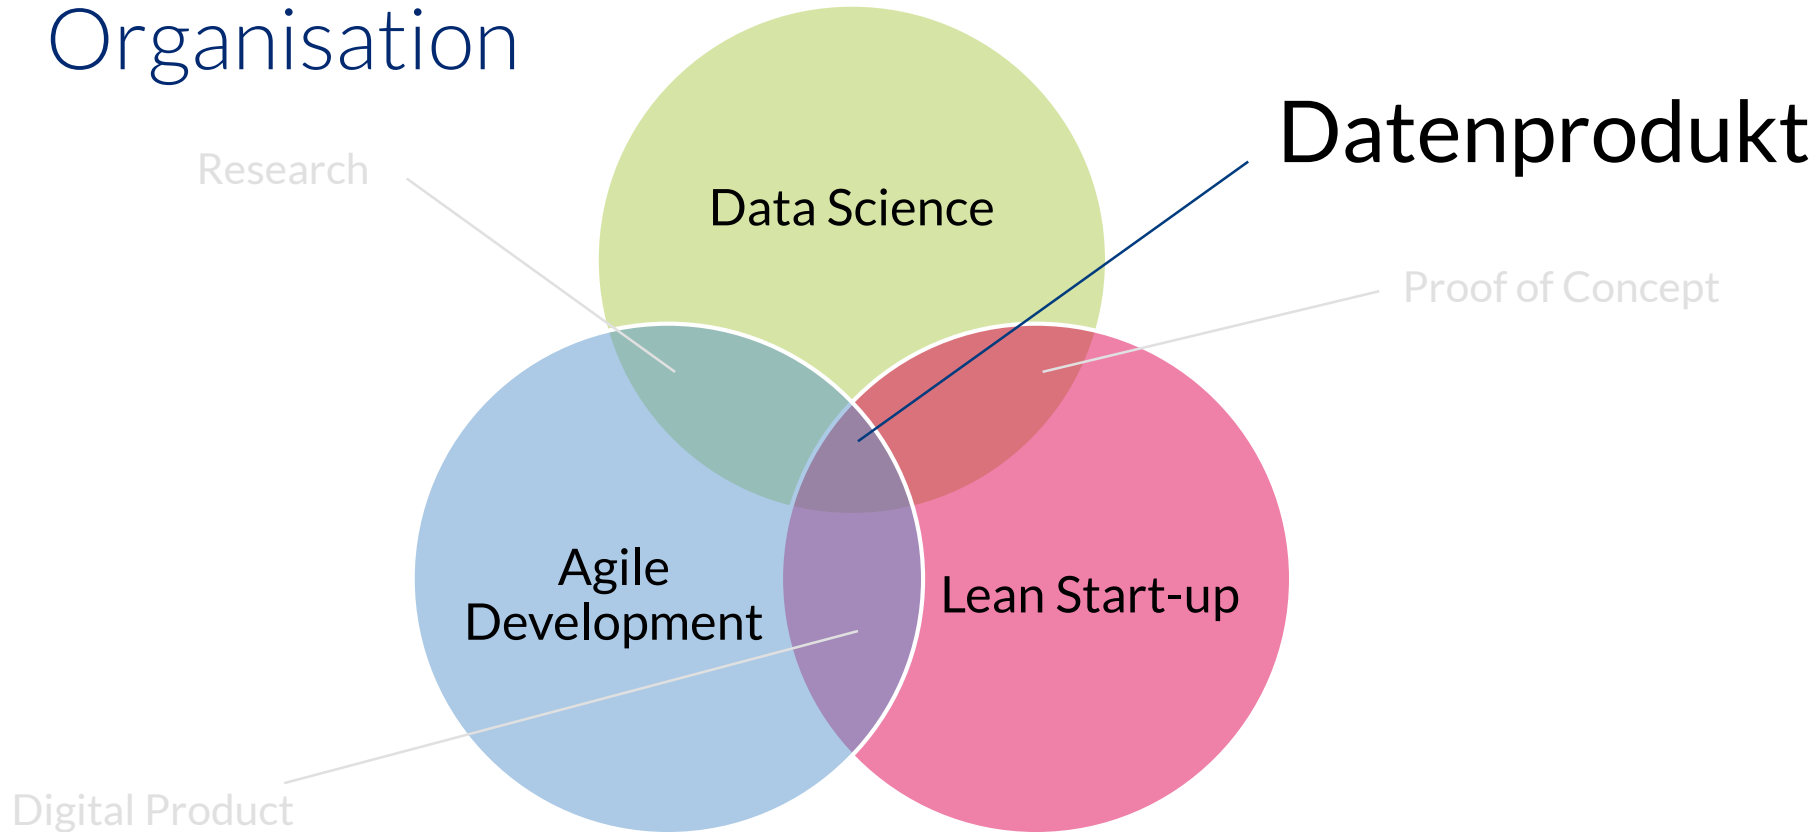 Organisation
Datenprodukt
Research
Data Science
Proof of Concept
Agile
Development
Lean Start-up
Digital Product